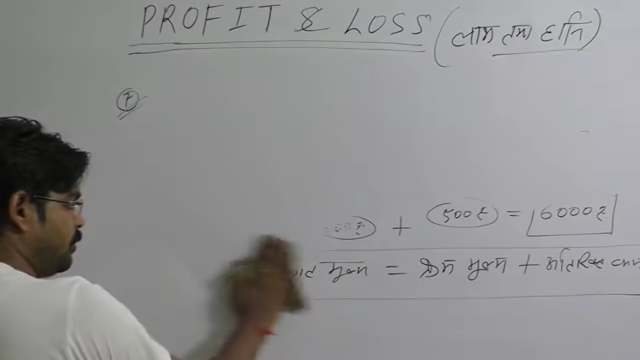 PROFIT & LOSS (लाभ तथा हानि)
+ 500₹ = 6000₹
मूल्य = क्रय मूल्य + अतिरिक्त